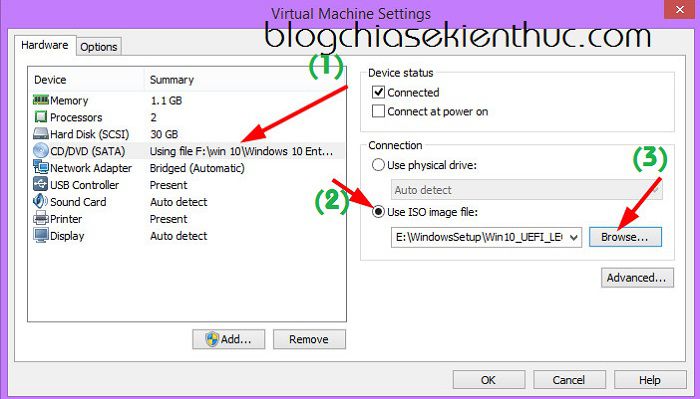 Virtual Machine Settings
blogchiasekienthuc.com
Hardware
Options
Device Summary
Memory 1.1 GB
Processors 2
Hard Disk (SCSI) 30 GB
CD/DVD (SATA) Using file F:\win 10\Windows 10 Ent...
Network Adapter Bridged (Automatic)
USB Controller Present
Sound Card Auto detect
Printer Present
Display Auto detect
(1)
Add...
Remove
Device status
Connected
Connect at power on
Connection
Use physical drive:
Auto detect
(2)
Use ISO image file:
(3)
E:\WindowsSetup\Win10_UEFI_LE
Browse...
Advanced...
OK
Cancel
Help